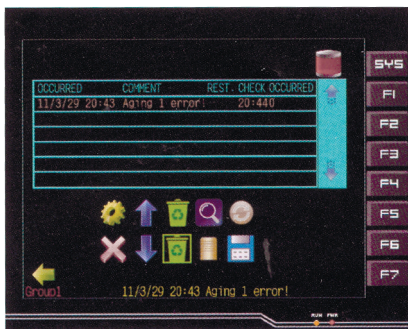 SYS
OCCURRED COMMENT REST. CHECK OCCURRED
F1
11/3/29 20:43 Aging 1 error! 20:44
F2
F3
F4
F5
F6
F7
Group1
11/3/29 20:43 Aging 1 error!
RUN PWR